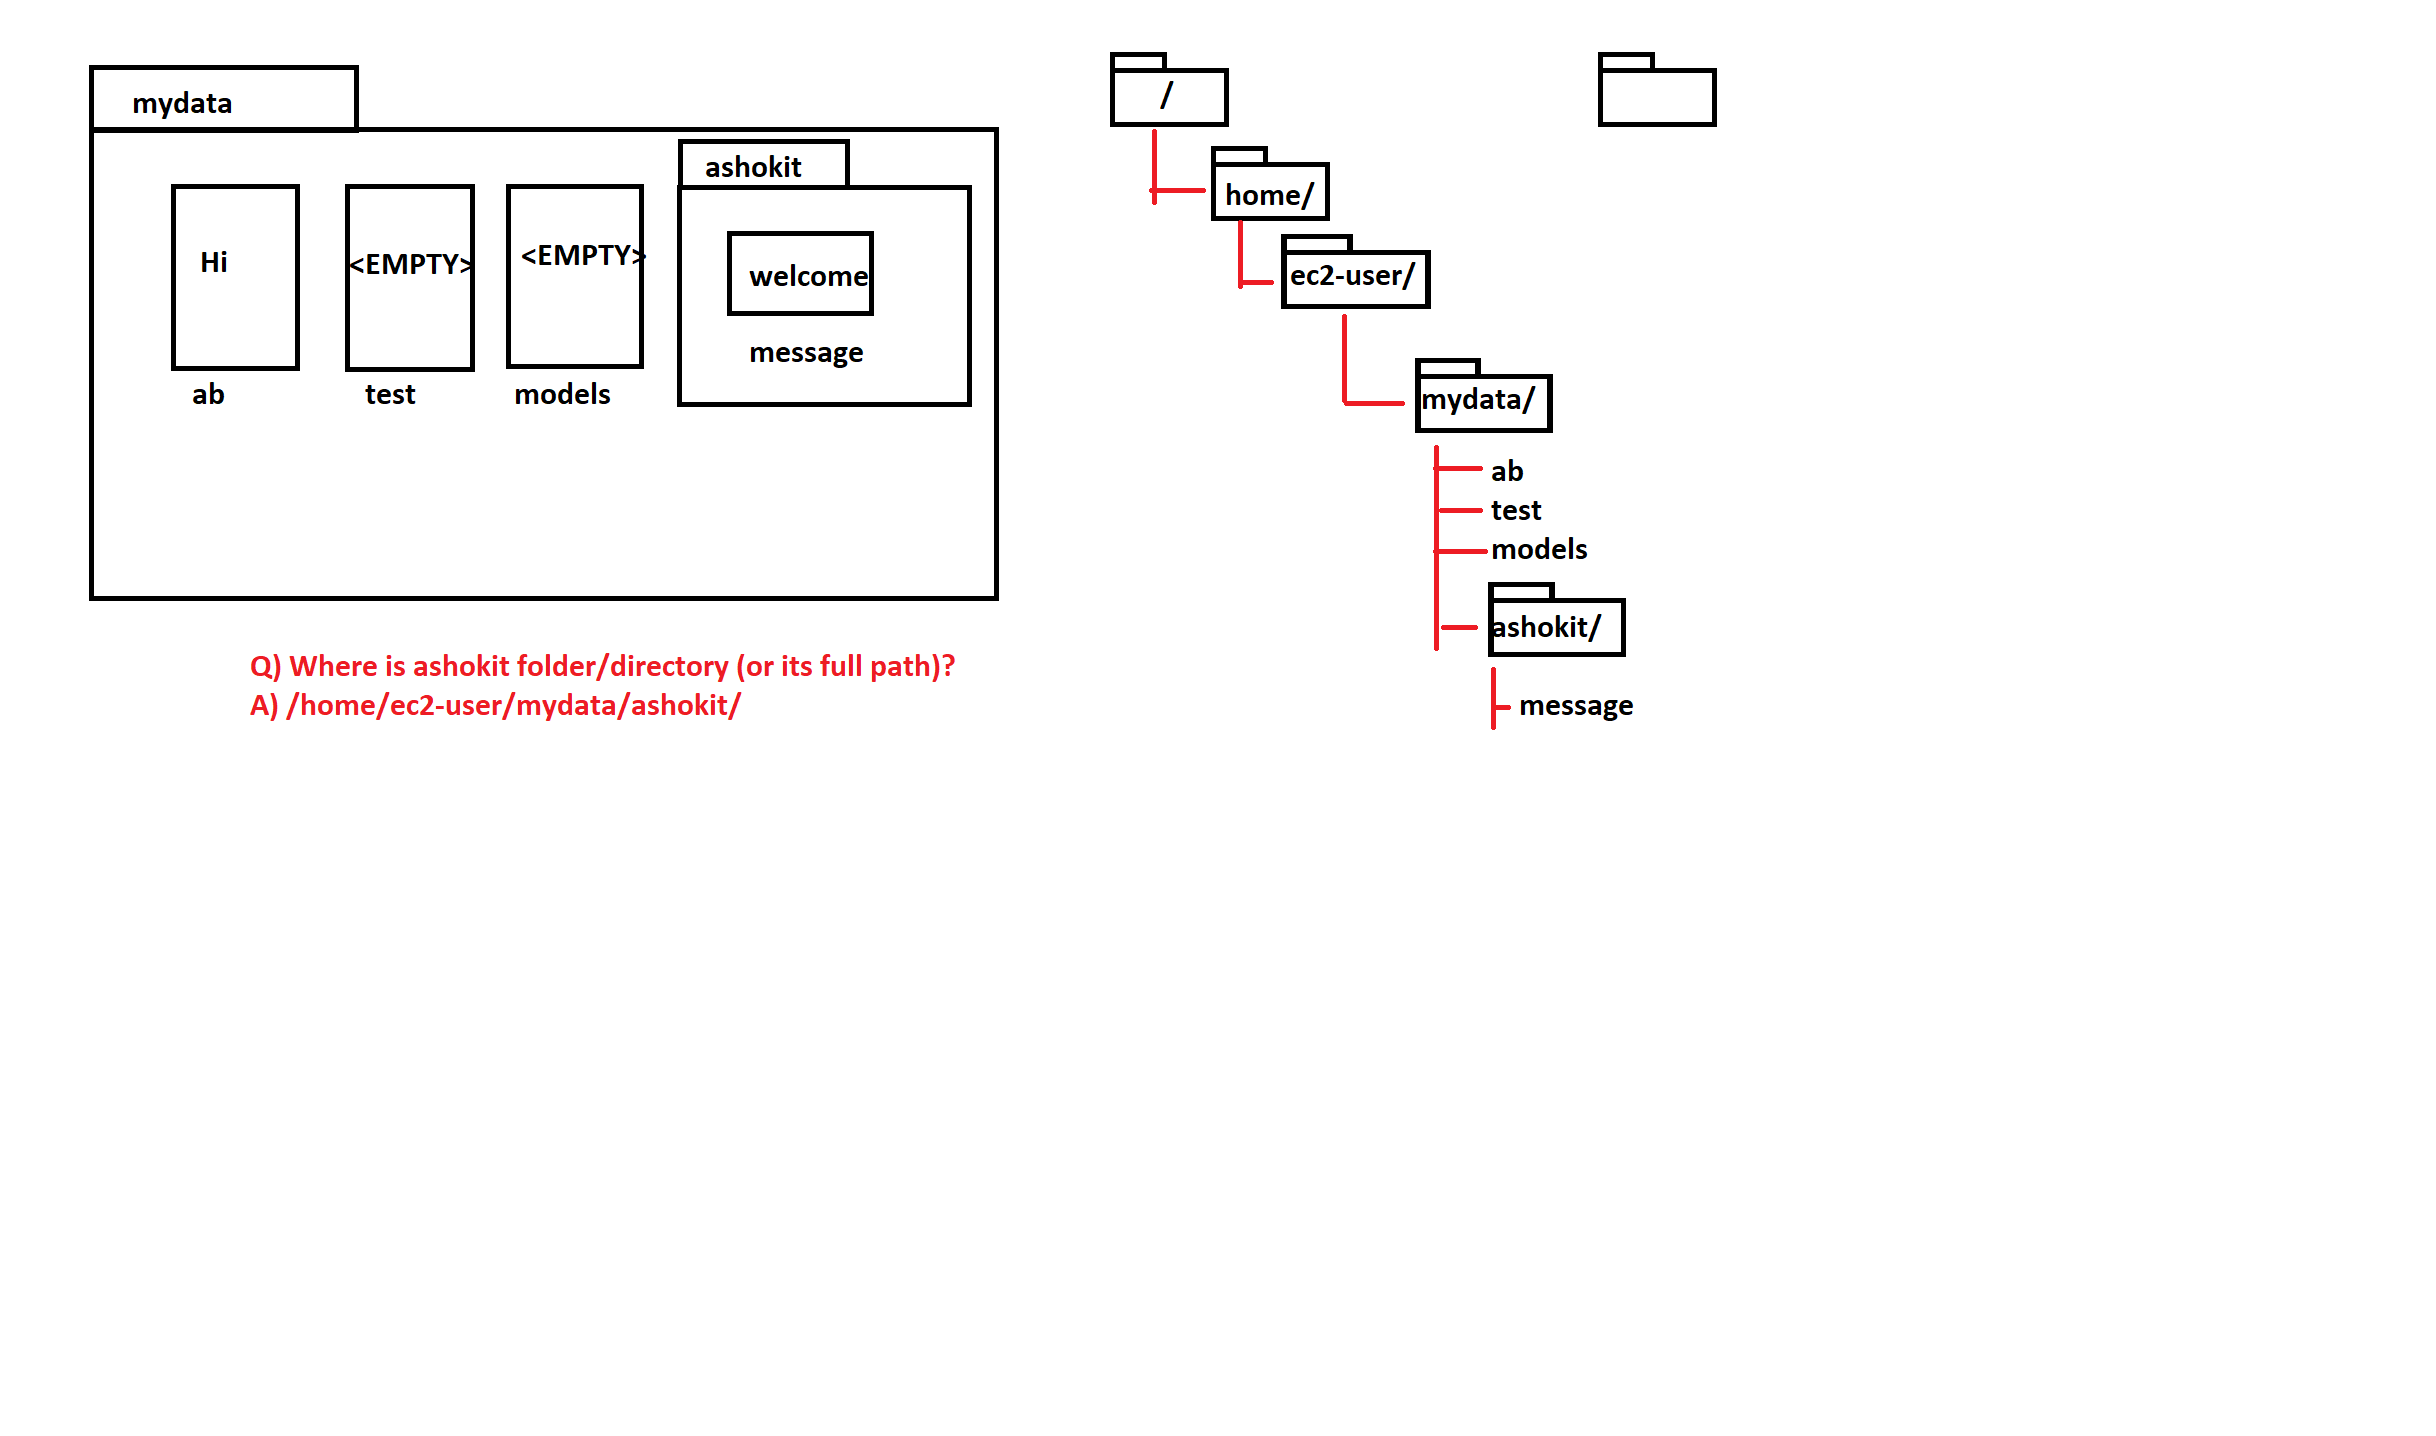 mydata
ashokit
Hi
<EMPTY>
<EMPTY>
welcome
message
ab
test
models
Q) Where is ashokit folder/directory (or its full path)?
A) /home/ec2-user/mydata/ashokit/
/
home/
ec2-user/
mydata/
ab
test
models
ashokit/
message